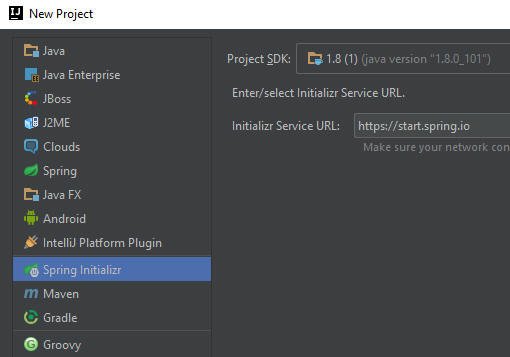 New Project
Java
Java Enterprise
JBoss
J2ME
Clouds
Spring
Java FX
Android
IntelliJ Platform Plugin
Spring Initializr
Maven
Gradle
Groovy
Project SDK: 1.8 (1) (java version "1.8.0_101")
Enter/select Initializr Service URL.
Initializr Service URL: https://start.spring.io
Make sure your network con